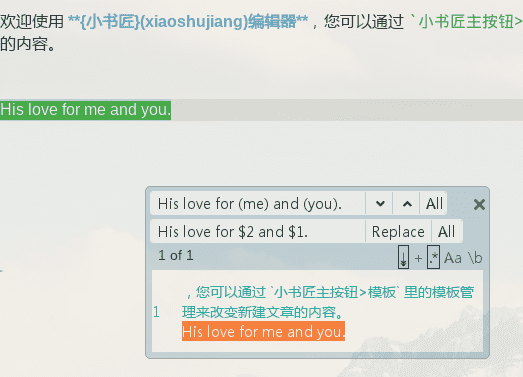 欢迎使用 **{小书匠}(xiaoshujiang)编辑器**，您可以通过 `小书匠主按钮>
的内容。
His love for me and you.
His love for (me) and (you). All
His love for $2 and $1. Replace All
1 of 1 + .* Aa \b
，您可以通过`小书匠主按钮>模板`里的模板管
1 理来改变新建文章的内容。
His love for me and you.